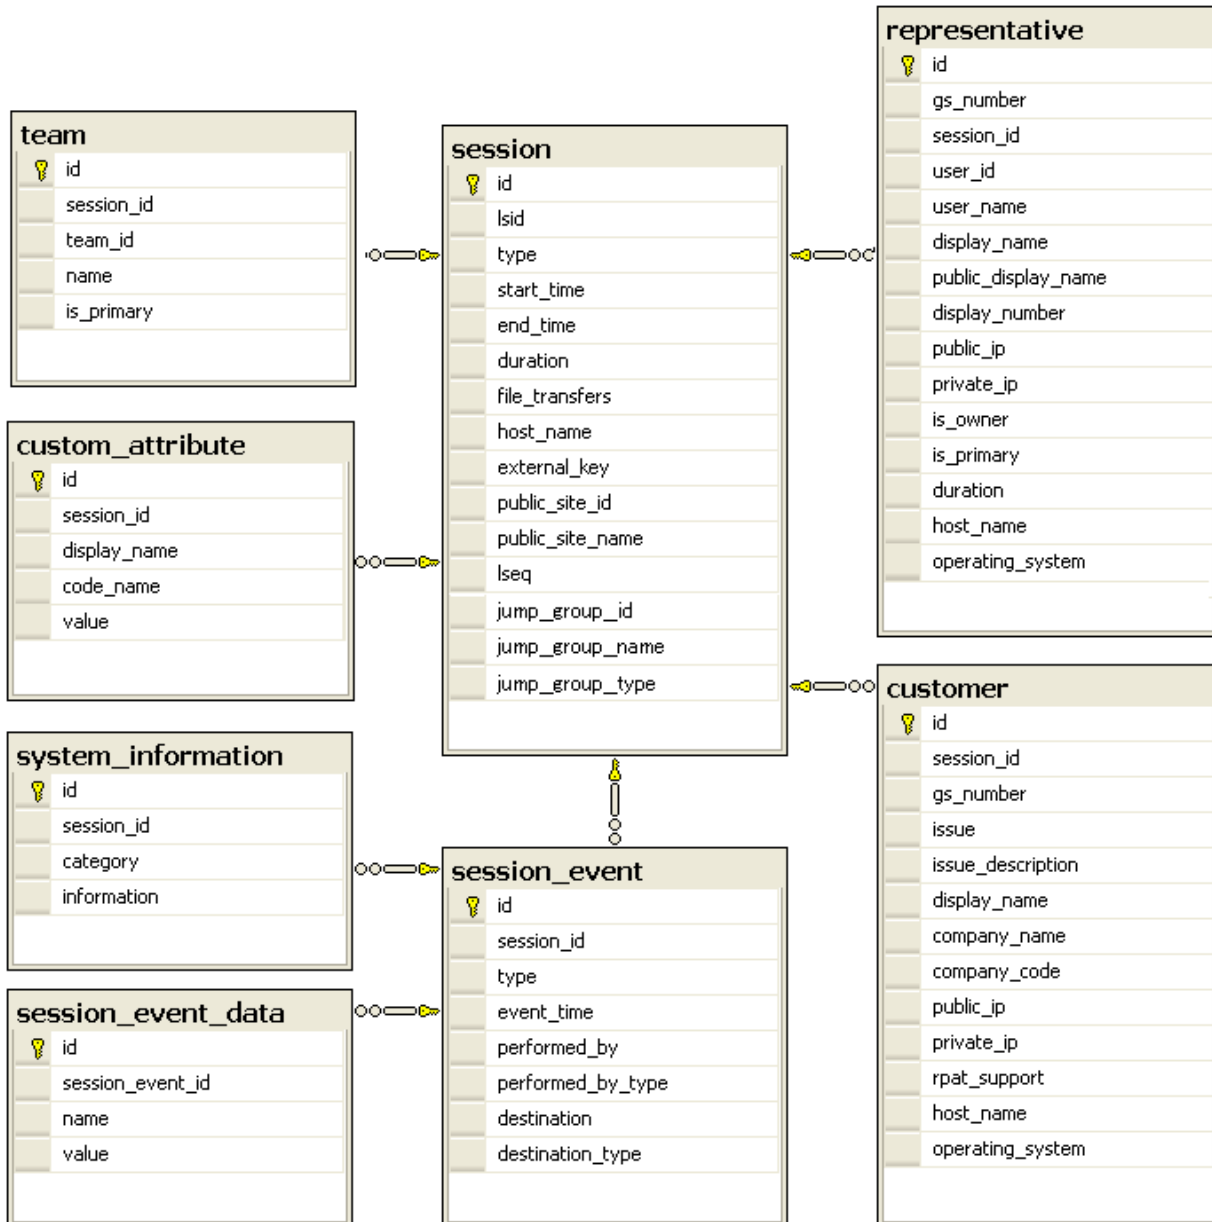 team
id
session_id
team_id
name
is_primary
custom_attribute
id
session_id
display_name
code_name
value
system_information
id
session_id
category
information
session_event_data
id
session_event_id
name
value
session
id
lsid
type
start_time
end_time
duration
file_transfers
host_name
external_key
public_site_id
public_site_name
lseq
jump_group_id
jump_group_name
jump_group_type
session_event
id
session_id
type
event_time
performed_by
performed_by_type
destination
destination_type
representative
id
gs_number
session_id
user_id
user_name
display_name
public_display_name
display_number
public_ip
private_ip
is_owner
is_primary
duration
host_name
operating_system
customer
id
session_id
gs_number
issue
issue_description
display_name
company_name
company_code
public_ip
private_ip
rpat_support
host_name
operating_system